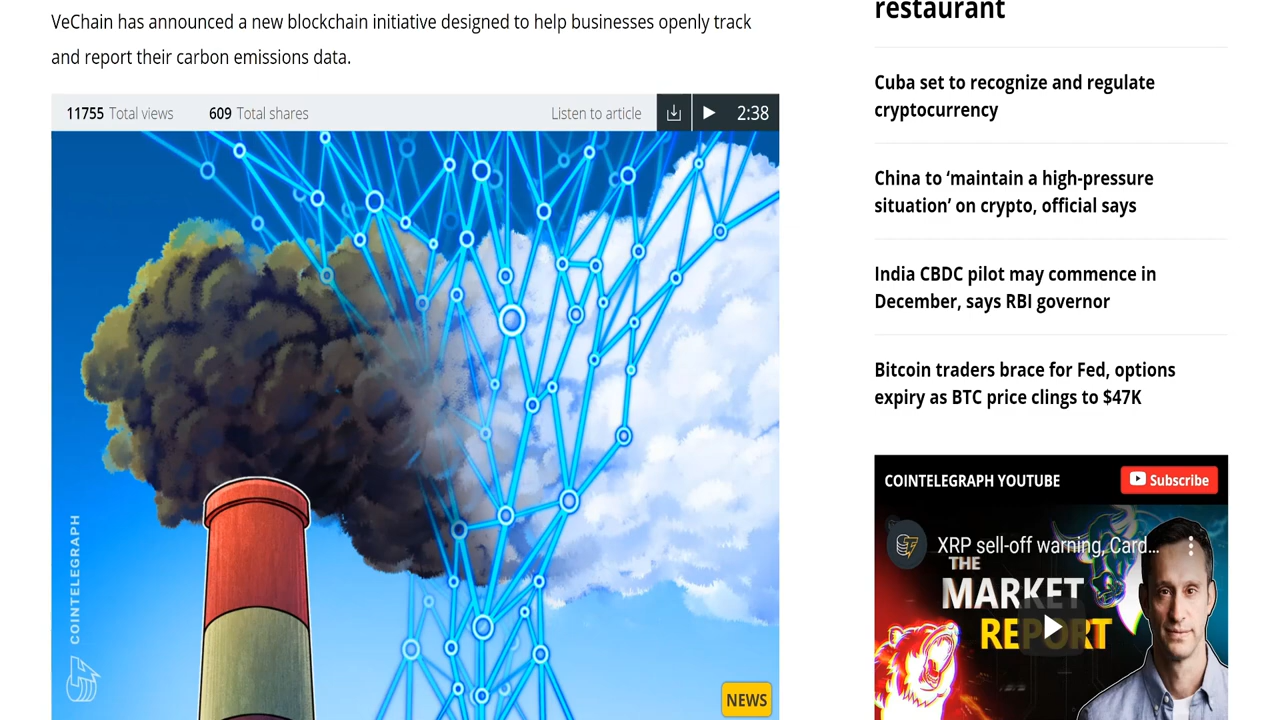 VeChain has announced a new blockchain initiative designed to help businesses openly track
and report their carbon emissions data.
11755 Total views 609 Total shares Listen to article 2:38
COINTELEGRAPH
NEWS
restaurant
Cuba set to recognize and regulate
cryptocurrency
China to ‘maintain a high-pressure
situation’ on crypto, official says
India CBDC pilot may commence in
December, says RBI governor
Bitcoin traders brace for Fed, options
expiry as BTC price clings to $47K
COINTELEGRAPH YOUTUBE Subscribe
XRP sell-off warning, Card...
THE
MARKET
REPORT